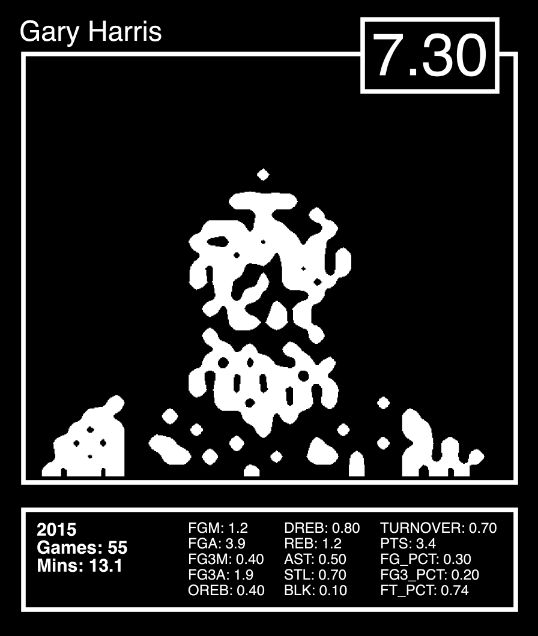 Gary Harris
7.30
2015
Games: 55
Mins: 13.1
FGM: 1.2
FGA: 3.9
FG3M: 0.40
FG3A: 1.9
OREB: 0.40
DREB: 0.80
REB: 1.2
AST: 0.50
STL: 0.70
BLK: 0.10
TURNOVER: 0.70
PTS: 3.4
FG_PCT: 0.30
FG3_PCT: 0.20
FT_PCT: 0.74